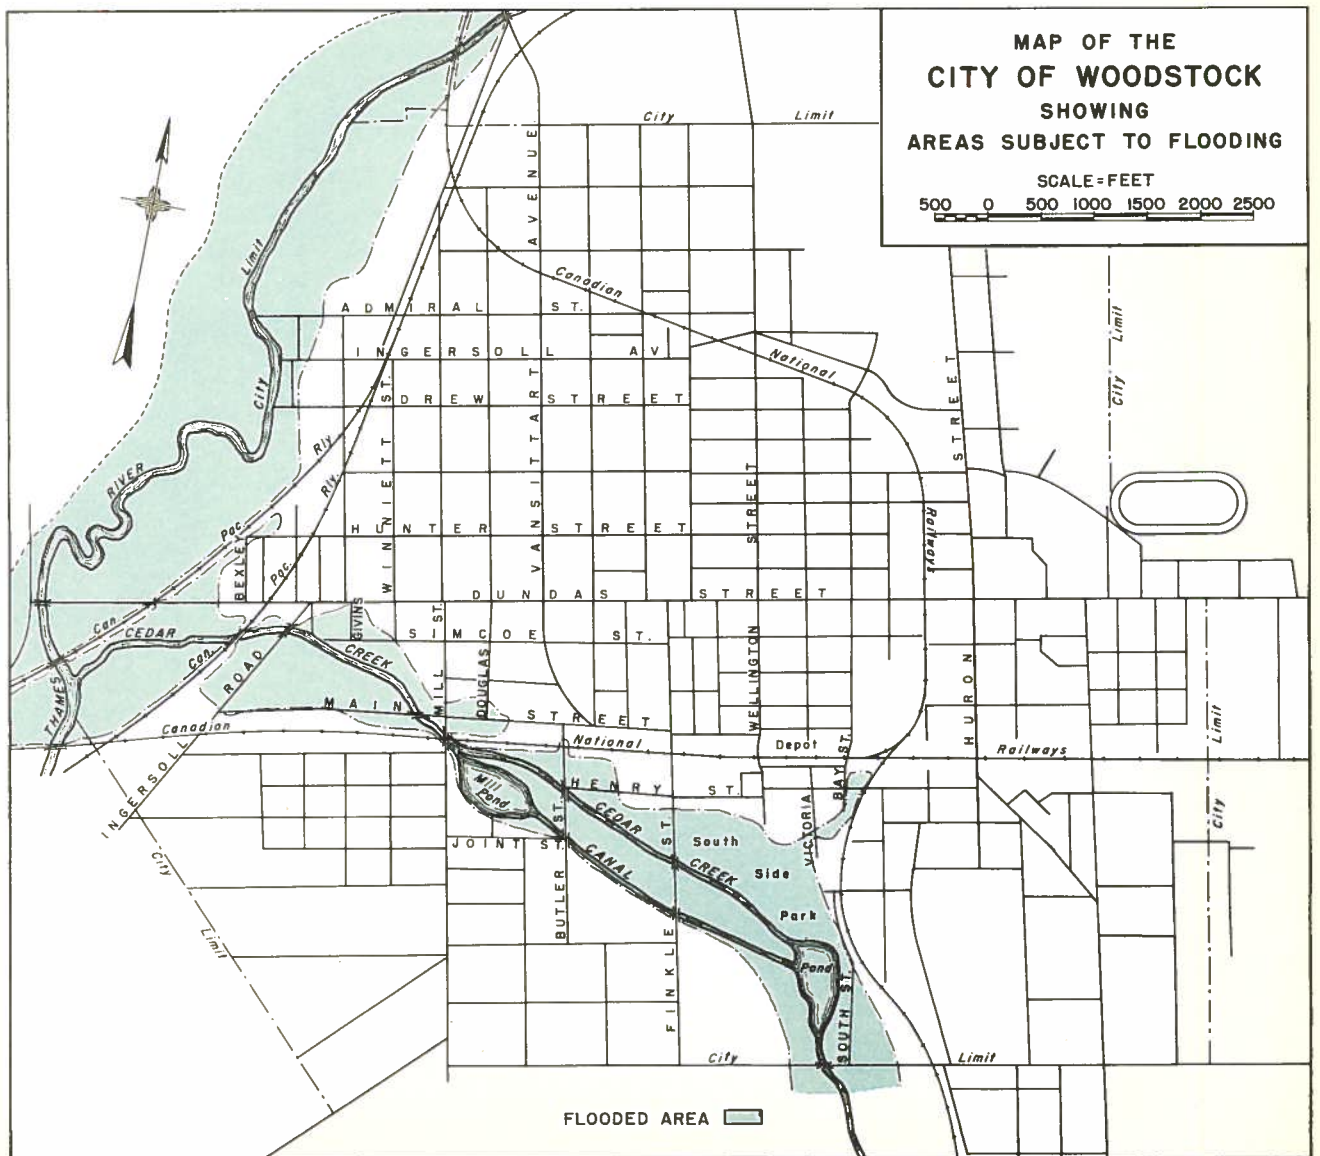 MAP OF THE
CITY OF WOODSTOCK
SHOWING
AREAS SUBJECT TO FLOODING
SCALE=FEET
500 0 500 1000 1500 2000 2500
City Limit
AVENUE
Limit
City
Canadian
National
Railways
ADMIRAL ST.
INGERSOLL AV
DREW STREET
WINNIETT ST.
VANSITTART
STREET
STREET
City Limit
RIVER
Rly.
Rly.
Pac.
Pac.
HUNTER STREET
BEXLEY
DUNDAS STREET
GIVINS
ST.
SIMCOE ST.
Can.
CEDAR
Can.
CREEK
ROAD
MILL
DOUGLAS
WELLINGTON
HURON
THAMES
MAIN STREET
Canadian
National
Depot
Railways
City Limit
INGERSOLL
Mill
Pond
HENRY ST.
BAY ST.
VICTORIA
CEDAR
CREEK
ST.
ST.
South
Side
Park
JOINT ST.
CANAL
BUTLER
FINKLE
City
Limit
Pond
SOUTH ST.
City Limit
FLOODED AREA